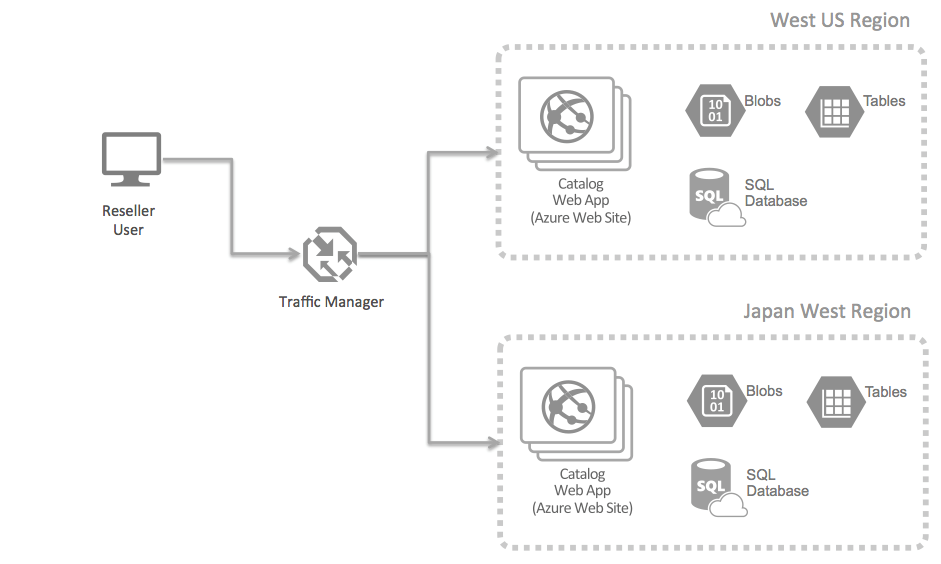 West US Region
10
01
Blobs
Tables
Catalog
Web App
(Azure Web Site)
SQL
SQL
Database
Reseller
User
Traffic Manager
Japan West Region
10
01
Blobs
Tables
Catalog
Web App
(Azure Web Site)
SQL
SQL
Database